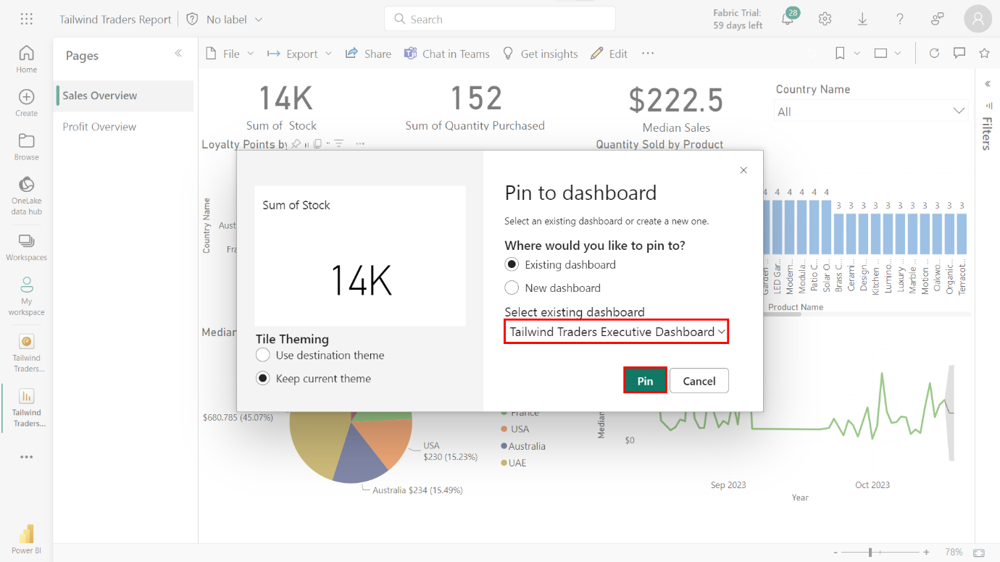 Tailwind Traders Report
No label
Search
Fabric Trial:
59 days left
28
Home
Create
Browse
OneLake
data hub
Workspaces
My
workspace
Tailwind
Traders...
Tailwind
Traders...
Power BI
Pages
Sales Overview
Profit Overview
File
Export
Share
Chat in Teams
Get insights
Edit
14K
Sum of Stock
152
Sum of Quantity Purchased
$222.5
Median Sales
Country Name
All
Filters
Loyalty Points by
Quantity Sold by Product
Country Name
Aust
Fra
Sum of Stock
14K
Tile Theming
Use destination theme
Keep current theme
Pin to dashboard
Select an existing dashboard or create a new one.
Where would you like to pin to?
Existing dashboard
New dashboard
Select existing dashboard
Tailwind Traders Executive Dashboard
Pin
Cancel
4 4 4 4 4 4 3 3 3 3 3 3 3 3 3 3 3
Garden ...
LED Gar...
Modern...
Modula...
Patio C...
Solar O...
Brass C...
Cerami...
Design...
Kitchen ...
Lumino...
Luxury ...
Marble ...
Motion ...
Oakwo...
Organic...
Terracot...
Product Name
Median
$680.785 (45.07%)
USA
$230 (15.23%)
Australia $234 (15.49%)
France
USA
Australia
UAE
Median
$0
Sep 2023
Oct 2023
Year
- + 78%